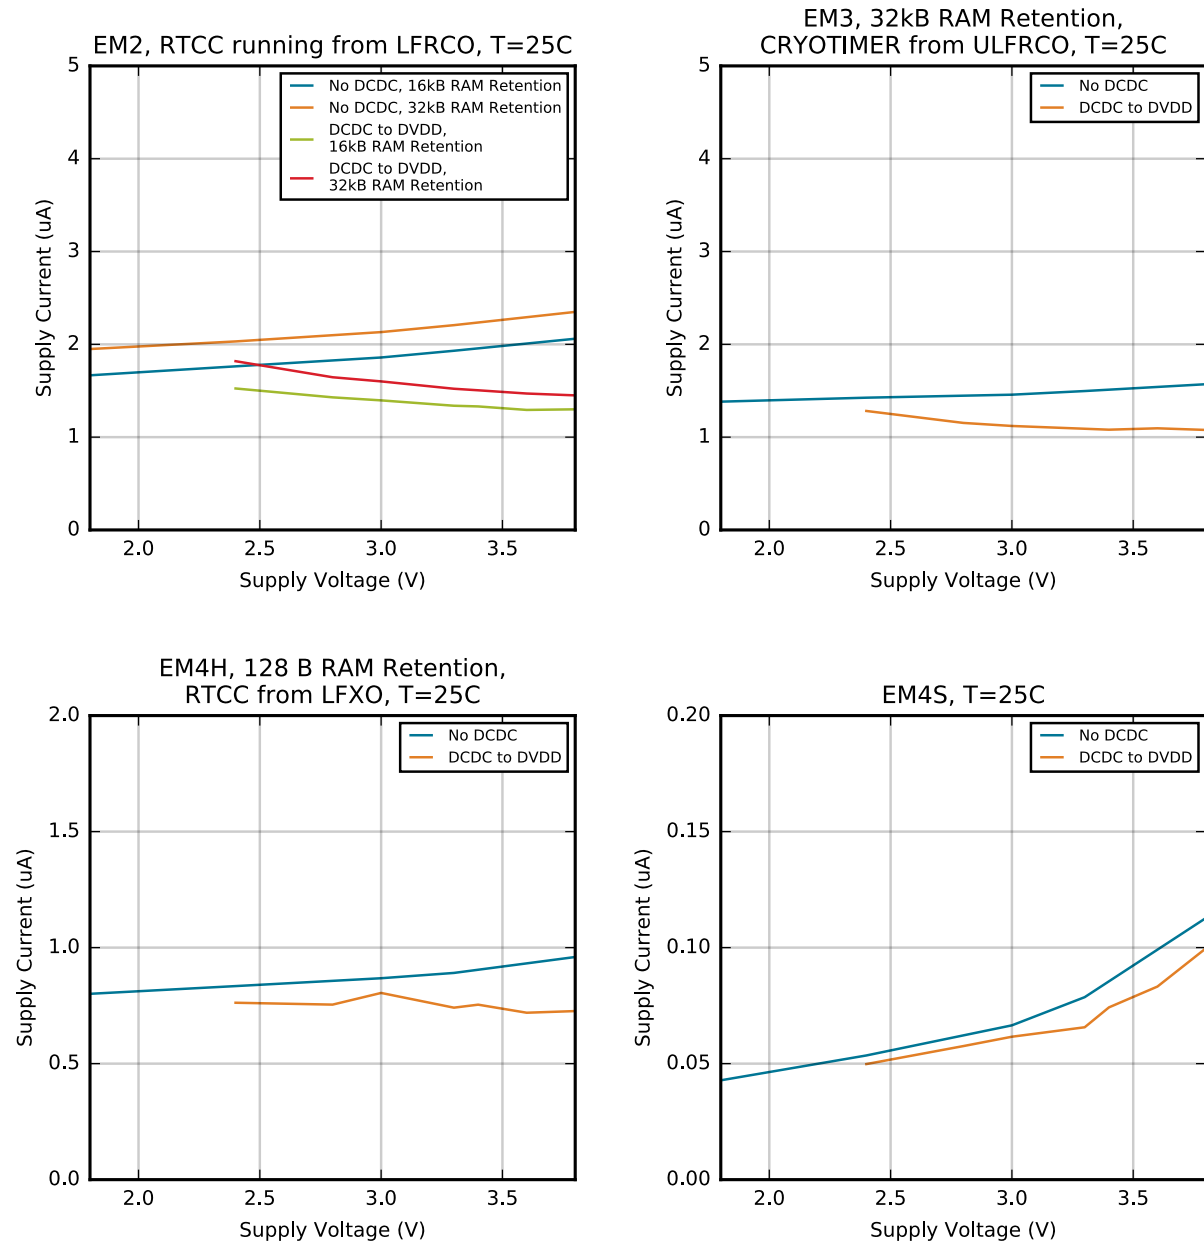 EM2, RTCC running from LFRCO, T=25C
5
4
3
2
1
0
Supply Current (uA)
No DCDC, 16kB RAM Retention
No DCDC, 32kB RAM Retention
DCDC to DVDD,
16kB RAM Retention
DCDC to DVDD,
32kB RAM Retention
2.0 2.5 3.0 3.5
Supply Voltage (V)
EM3, 32kB RAM Retention,
CRYOTIMER from ULFRCO, T=25C
5
4
3
2
1
0
Supply Current (uA)
No DCDC
DCDC to DVDD
2.0 2.5 3.0 3.5
Supply Voltage (V)
EM4H, 128 B RAM Retention,
RTCC from LFXO, T=25C
2.0
1.5
1.0
0.5
0.0
Supply Current (uA)
No DCDC
DCDC to DVDD
2.0 2.5 3.0 3.5
Supply Voltage (V)
EM4S, T=25C
0.20
0.15
0.10
0.05
0.00
Supply Current (uA)
No DCDC
DCDC to DVDD
2.0 2.5 3.0 3.5
Supply Voltage (V)